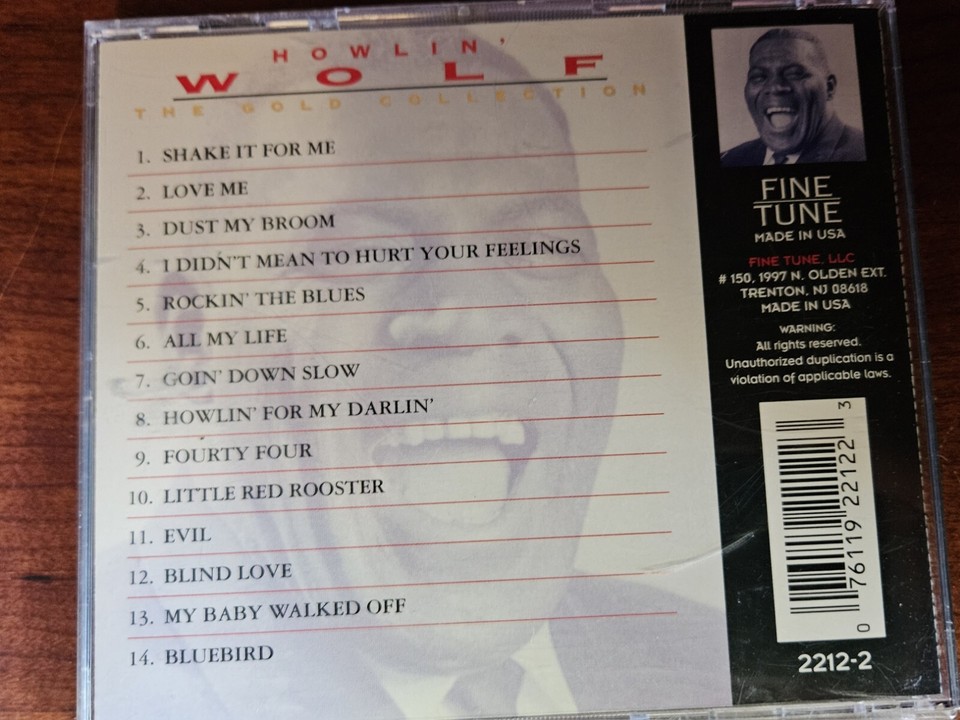 HOWLIN'
WOLF
THE GOLD COLLECTION
1. SHAKE IT FOR ME
2. LOVE ME
3. DUST MY BROOM
4. I DIDN'T MEAN TO HURT YOUR FEELINGS
5. ROCKIN' THE BLUES
6. ALL MY LIFE
7. GOIN' DOWN SLOW
8. HOWLIN' FOR MY DARLIN'
9. FOURTY FOUR
10. LITTLE RED ROOSTER
11. EVIL
12. BLIND LOVE
13. MY BABY WALKED OFF
14. BLUEBIRD
FINE
TUNE
MADE IN USA
FINE TUNE, LLC
# 150, 1997 N. OLDEN EXT.
TRENTON, NJ 08618
MADE IN USA
WARNING:
All rights reserved.
Unauthorized duplication is a
violation of applicable laws.
0 76119 22122 3
2212-2